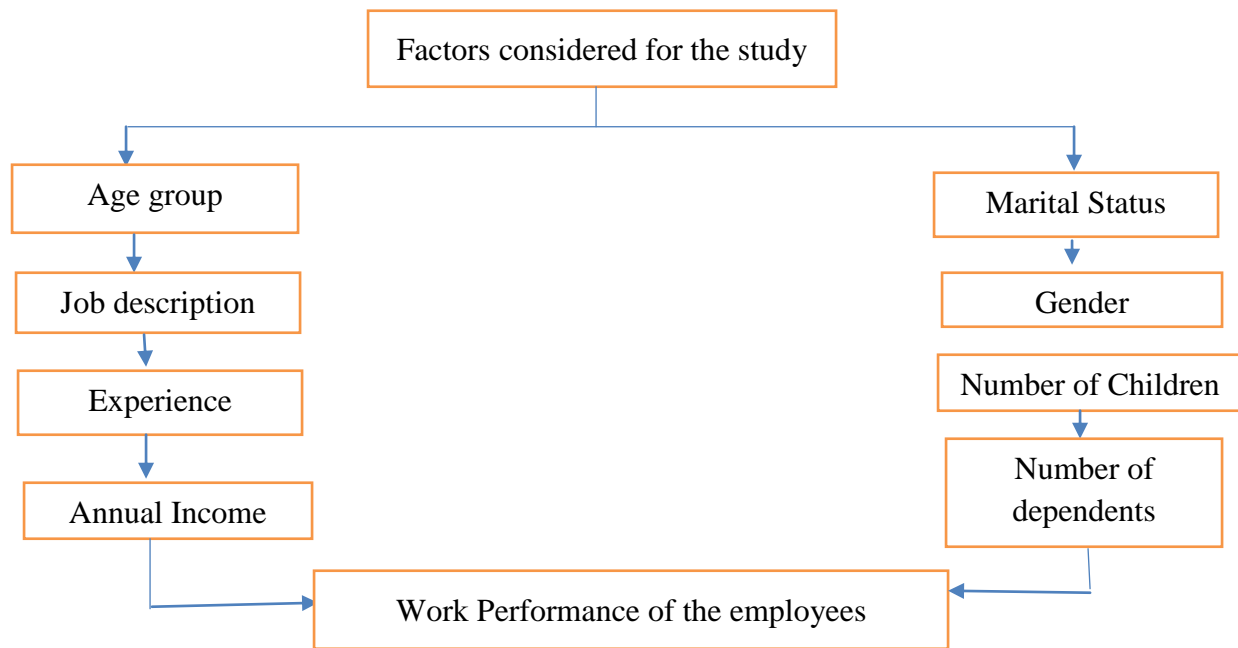 Factors considered for the study
Age group
Marital Status
Job description
Gender
Experience
Number of Children
Annual Income
Number of
dependents
Work Performance of the employees